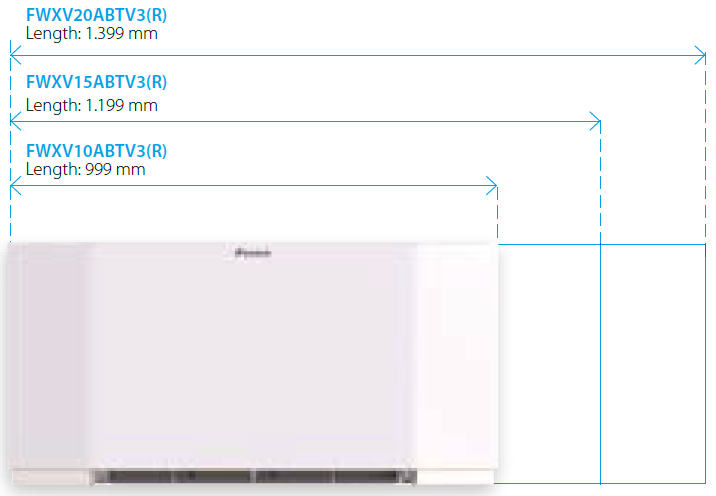 FWXV20ABTV3(R)
Length: 1.399 mm
FWXV15ABTV3(R)
Length: 1.199 mm
FWXV10ABTV3(R)
Length: 999 mm